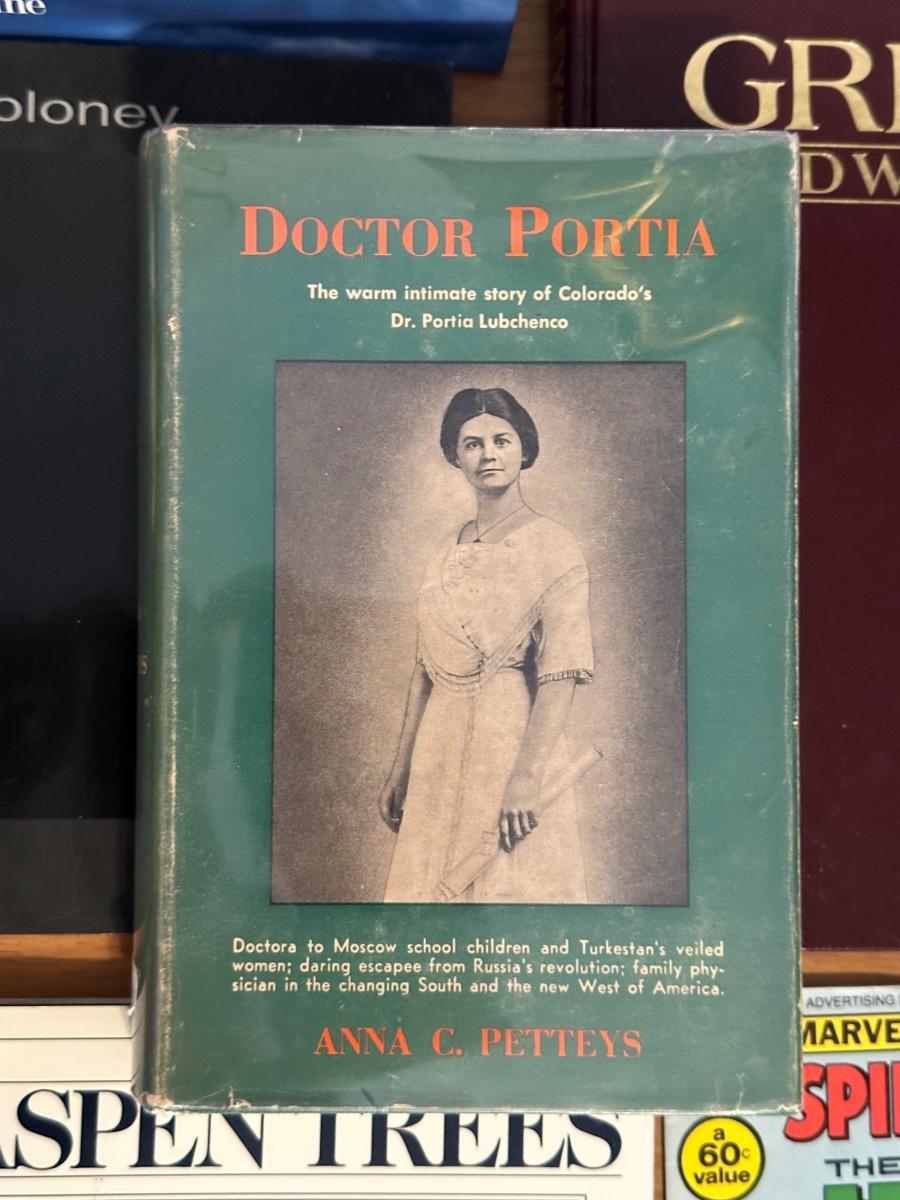 DOCTOR PORTIA
The warm intimate story of Colorado's
Dr. Portia Lubchenco
Doctora to Moscow school children and Turkestan's veiled
women; daring escapee from Russia's revolution; family phy-
sician in the changing South and the new West of America.
ANNA C. PETTEYS
ne
oloney
GRE
DW
ASPEN TREES
ADVERTISING
MARVE
SPI
a
60¢
value
THE